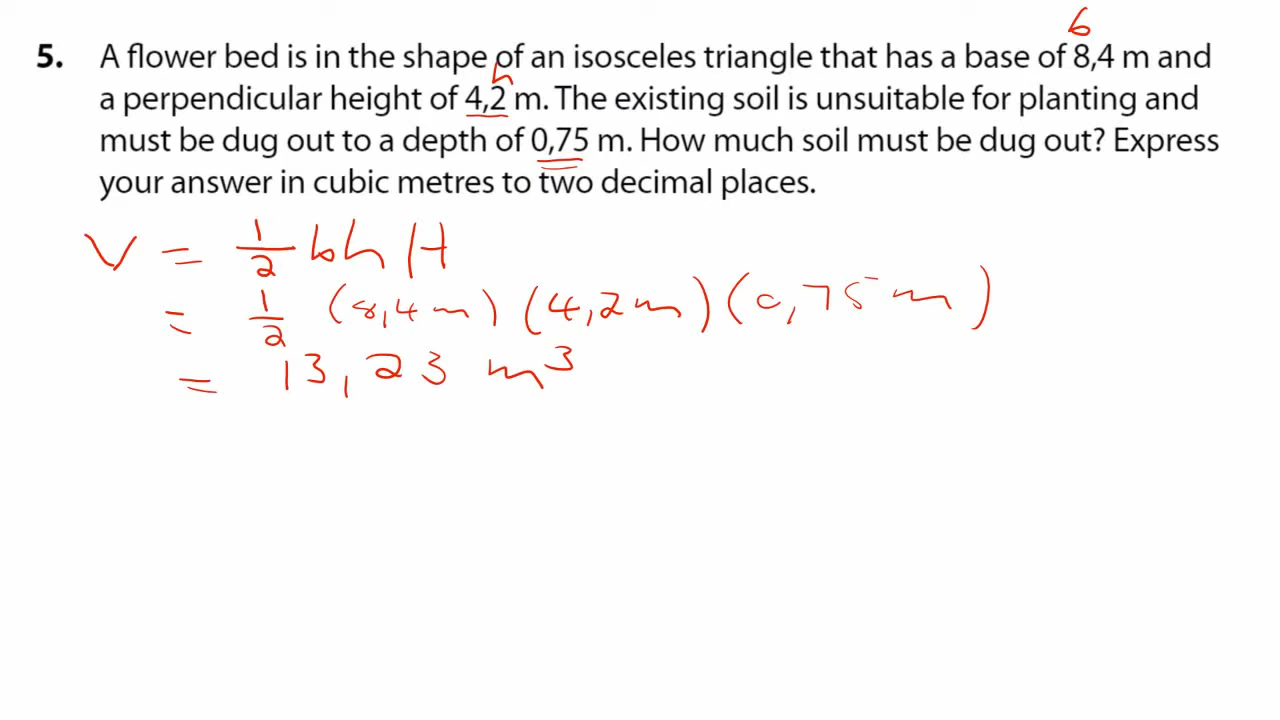 b
5. A flower bed is in the shape of an isosceles triangle that has a base of 8,4 m and
h
a perpendicular height of 4,2 m. The existing soil is unsuitable for planting and
must be dug out to a depth of 0,75 m. How much soil must be dug out? Express
your answer in cubic metres to two decimal places.
V = 1/2 bh H
= 1/2 (8,4 m) (4,2 m) (0,75 m)
= 13,23 m³